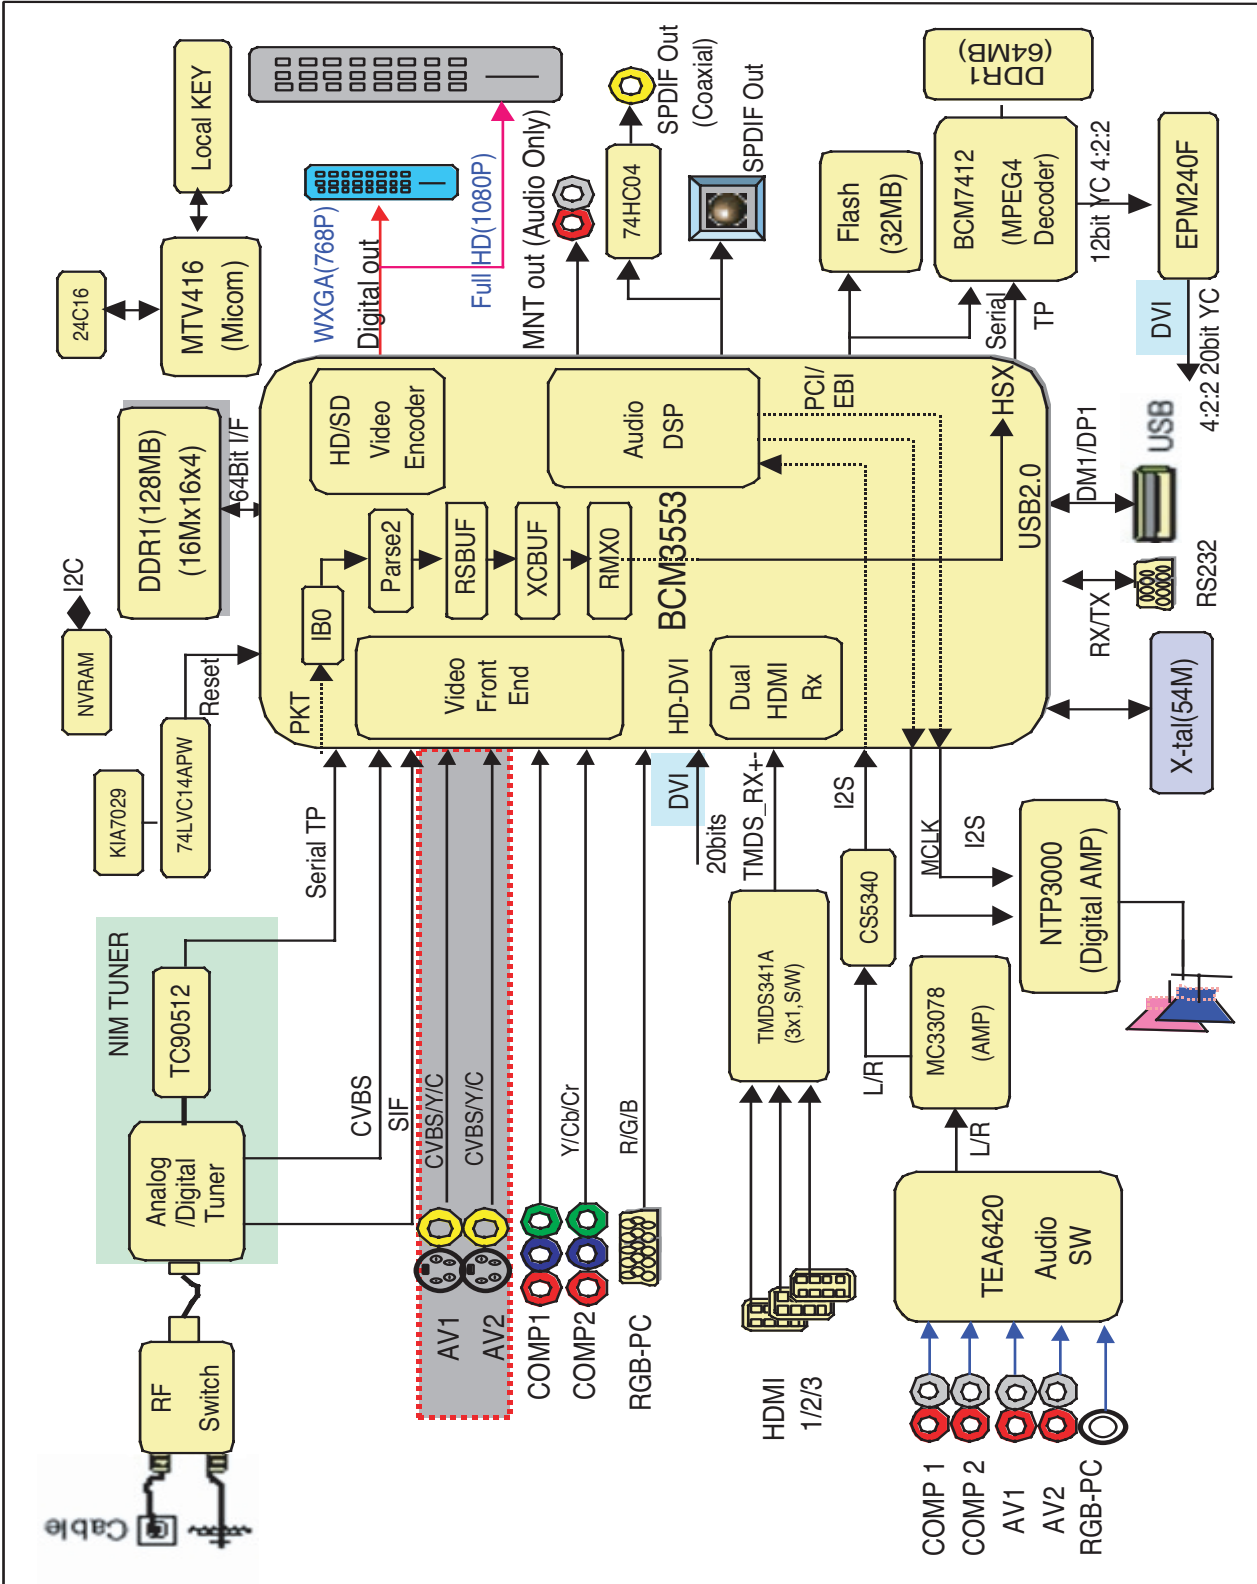 Cable
RF
Switch
NIM TUNER
Analog
/Digital
Tuner
TC90512
KIA7029
74LVC14APW
Reset
NVRAM
I2C
DDR1(128MB)
(16Mx16x4)
64Bit I/F
24C16
MTV416
(Micom)
Local KEY
Serial TP
CVBS
SIF
AV1
CVBS/Y/C
AV2
CVBS/Y/C
COMP1
COMP2
Y/Cb/Cr
RGB-PC
R/G/B
DVI
20bits
HDMI
1/2/3
TMDS341A
(3x1, S/W)
TMDS_RX+-
PKT
IB0
Parse2
RSBUF
XCBUF
RMX0
Video
Front
End
HD/SD
Video
Encoder
BCM3553
HD-DVI
Dual
HDMI
Rx
Audio
DSP
PCI/
EBI
HSX
USB2.0
WXGA(768P)
Digital out
Full HD(1080P)
MNT out (Audio Only)
74HC04
SPDIF Out
(Coaxial)
SPDIF Out
Flash
(32MB)
Serial
TP
BCM7412
(MPEG4
Decoder)
DDR1
(64MB)
12bit YC 4:2:2
EPM240F
DVI
4:2:2 20bit YC
DM1/DP1
USB
RX/TX
RS232
X-tal(54M)
COMP 1
COMP 2
AV1
AV2
RGB-PC
TEA6420
Audio
SW
L/R
MC33078
(AMP)
L/R
CS5340
I2S
MCLK
I2S
NTP3000
(Digital AMP)